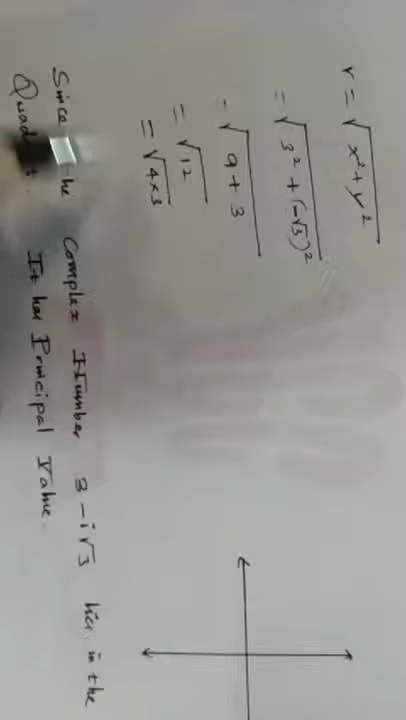 r = √x²+y²
= √3²+(-√3)²
- √9+3
= √12
= √4×3
Since the Complex Number 3-i√3 lies in the
It has Principal Value.